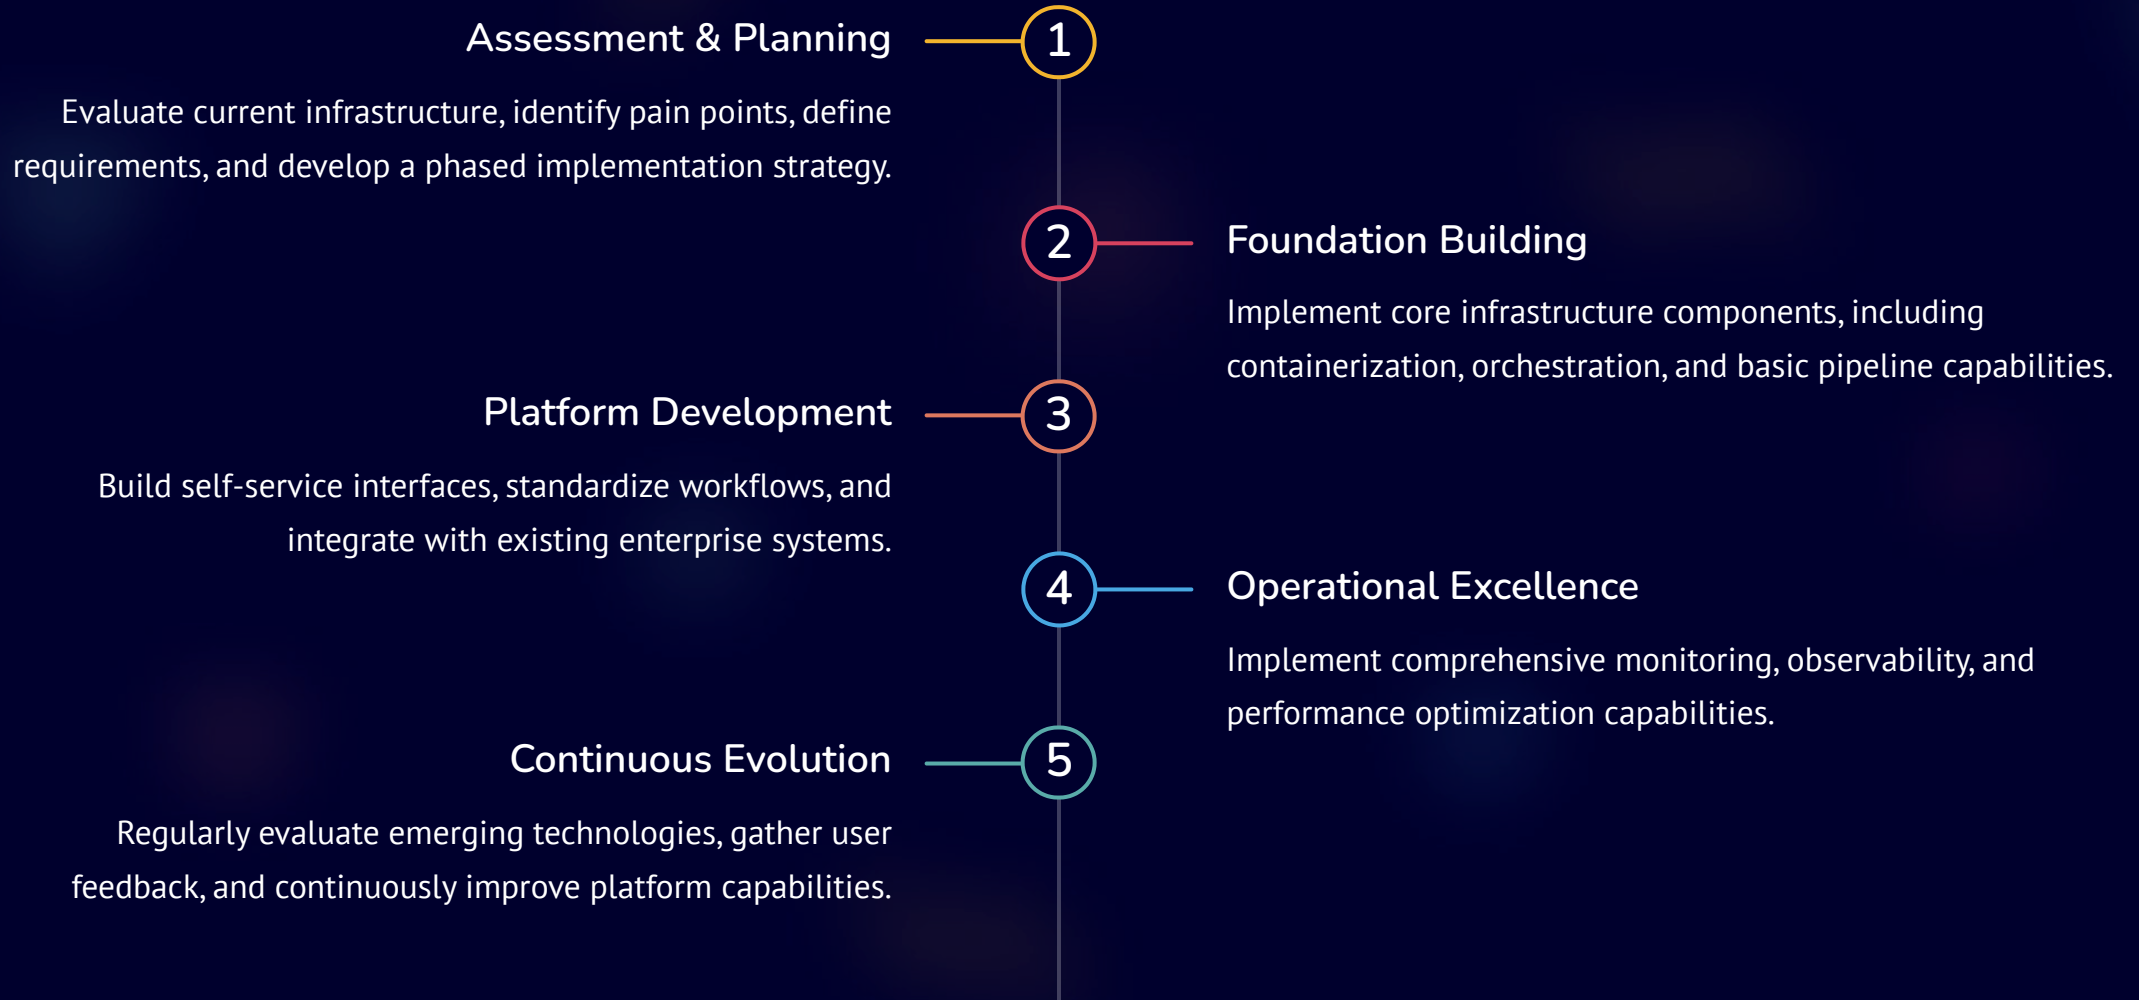 Assessment & Planning
1
Evaluate current infrastructure, identify pain points, define
requirements, and develop a phased implementation strategy.
2
Foundation Building
Implement core infrastructure components, including
containerization, orchestration, and basic pipeline capabilities.
Platform Development
3
Build self-service interfaces, standardize workflows, and
integrate with existing enterprise systems.
4
Operational Excellence
Implement comprehensive monitoring, observability, and
performance optimization capabilities.
Continuous Evolution
5
Regularly evaluate emerging technologies, gather user
feedback, and continuously improve platform capabilities.